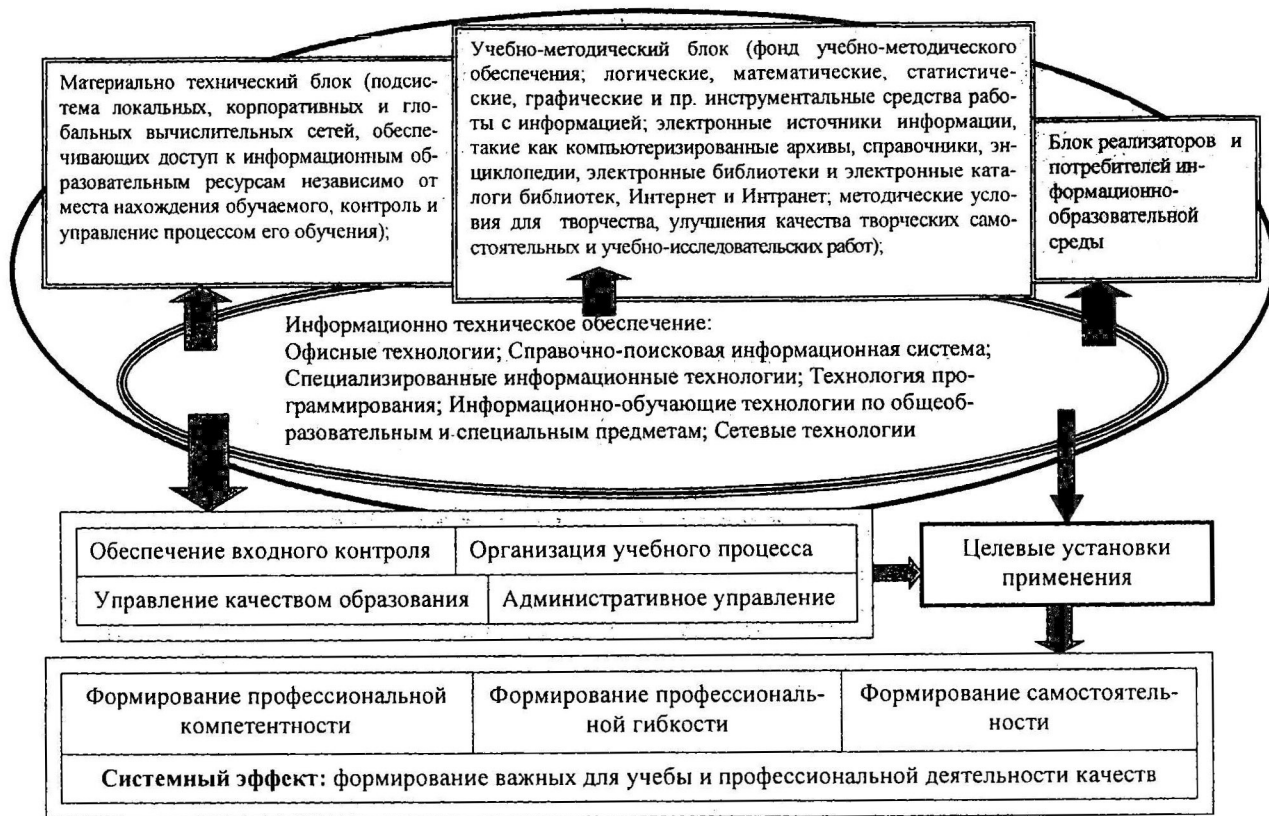 Материально технический блок (подсис-
тема локальных, корпоративных и гло-
бальных вычислительных сетей, обеспе-
чивающих доступ к информационным об-
разовательным ресурсам независимо от
места нахождения обучаемого, контроль и
управление процессом его обучения);
Учебно-методический блок (фонд учебно-методического
обеспечения; логические, математические, статистиче-
ские, графические и пр. инструментальные средства рабо-
ты с информацией; электронные источники информации,
такие как компьютеризированные архивы, справочники, эн-
циклопедии, электронные библиотеки и электронные ката-
логи библиотек, Интернет и Интранет; методические усло-
вия для творчества, улучшения качества творческих само-
стоятельных и учебно-исследовательских работ);
Блок реализаторов и
потребителей ин-
формационно-
образовательной
среды
Информационно техническое обеспечение:
Офисные технологии; Справочно-поисковая информационная система;
Специализированные информационные технологии; Технология про-
граммирования; Информационно-обучающие технологии по общеоб-
разовательным и специальным предметам; Сетевые технологии
Обеспечение входного контроля
Организация учебного процесса
Управление качеством образования
Административное управление
Целевые установки
применения
Формирование профессиональной
компетентности
Формирование профессиональ-
ной гибкости
Формирование самостоятель-
ности
Системный эффект: формирование важных для учебы и профессиональной деятельности качеств